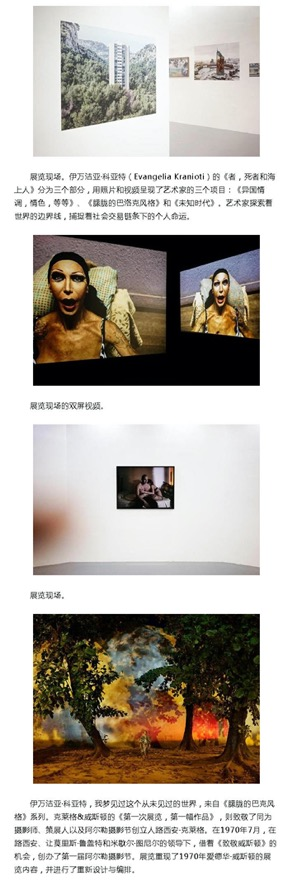 展览现场。伊万洁亚·科亚特（Evangelia Kranioti）的《者，死者和海
上人》分为三个部分，用照片和视频呈现了艺术家的三个项目：《异国情
调，情色，等等》、《朦胧的巴洛克风格》和《未知时代》。艺术家探索着
世界的边界线，捕捉着社会交易链条下的个人命运。
展览现场的双屏视频。
展览现场。
伊万洁亚·科亚特，我梦见过这个从未见过的世界，来自《朦胧的巴克风
格》系列。克莱格&威斯顿的《第一次展览，第一幅作品》，则致敬了同为
摄影师、策展人以及阿尔勒摄影节创立人路西安·克莱格。在1970年7月，在
路西安、让莫里斯·鲁盖特和米歇尔·图尼尔的领导下，借着《致敬威斯顿》的
机会，创办了第一届阿尔勒摄影节。展览重现了1970年爱德华·威斯顿的展
览内容，并进行了重新设计与编排。